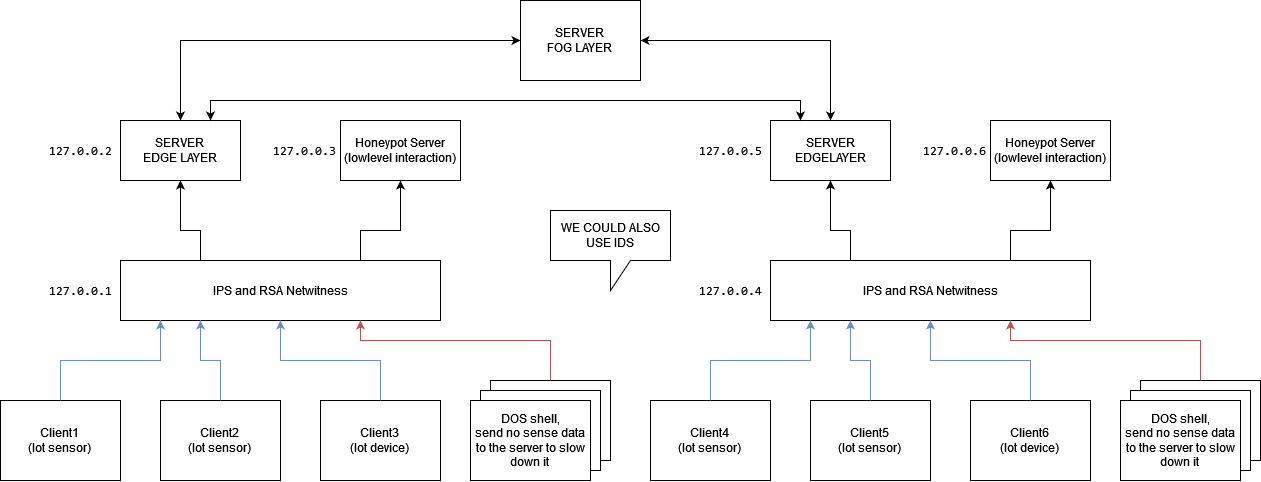 SERVER
FOG LAYER
127.0.0.2
SERVER
EDGE LAYER
127.0.0.3
Honeypot Server
(lowlevel interaction)
127.0.0.5
SERVER
EDGELAYER
127.0.0.6
Honeypot Server
(lowlevel interaction)
WE COULD ALSO
USE IDS
127.0.0.1
IPS and RSA Netwitness
127.0.0.4
IPS and RSA Netwitness
Client1
(Iot sensor)
Client2
(Iot sensor)
Client3
(Iot device)
DOS shell,
send no sense data
to the server to slow
down it
Client4
(Iot sensor)
Client5
(Iot sensor)
Client6
(Iot device)
DOS shell,
send no sense data
to the server to slow
down it